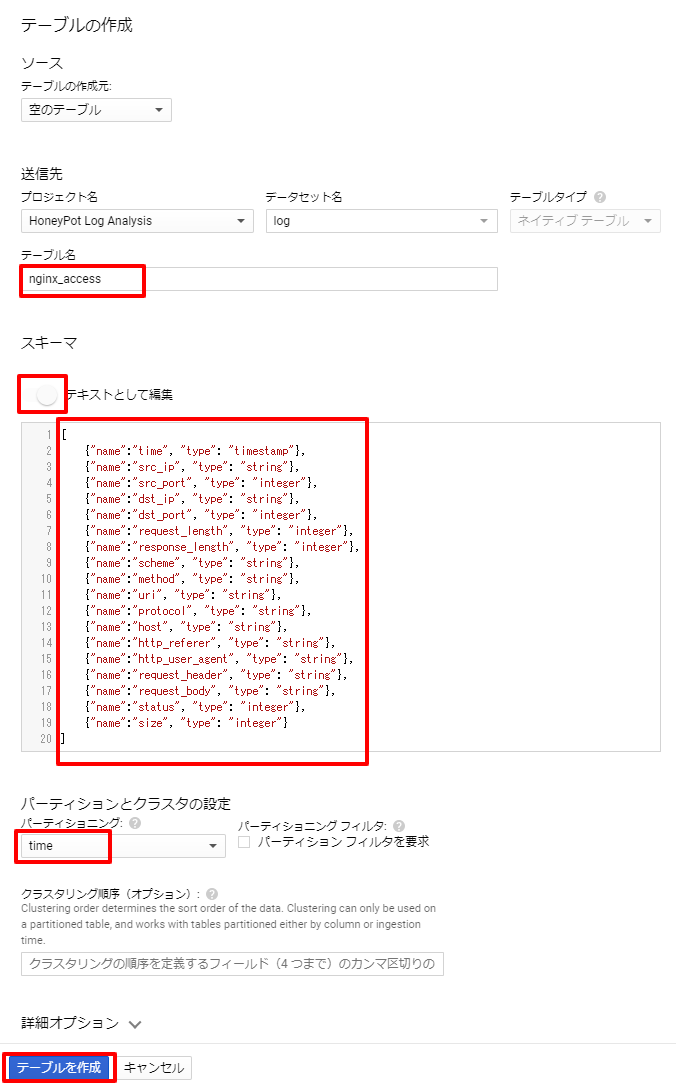 テーブルの作成
ソース
テーブルの作成元:
空のテーブル
送信先
プロジェクト名 データセット名 テーブルタイプ ?
HoneyPot Log Analysis log ネイティブ テーブル
テーブル名
nginx_access
スキーマ
テキストとして編集
1 [
2 {"name":"time", "type": "timestamp"},
3 {"name":"src_ip", "type": "string"},
4 {"name":"src_port", "type": "integer"},
5 {"name":"dst_ip", "type": "string"},
6 {"name":"dst_port", "type": "integer"},
7 {"name":"request_length", "type": "integer"},
8 {"name":"response_length", "type": "integer"},
9 {"name":"scheme", "type": "string"},
10 {"name":"method", "type": "string"},
11 {"name":"uri", "type": "string"},
12 {"name":"protocol", "type": "string"},
13 {"name":"host", "type": "string"},
14 {"name":"http_referer", "type": "string"},
15 {"name":"http_user_agent", "type": "string"},
16 {"name":"request_header", "type": "string"},
17 {"name":"request_body", "type": "string"},
18 {"name":"status", "type": "integer"},
19 {"name":"size", "type": "integer"}
20 ]
パーティションとクラスタの設定
パーティショニング: ? パーティショニング フィルタ: ?
time パーティション フィルタを要求
クラスタリング順序（オプション）: ?
Clustering order determines the sort order of the data. Clustering can only be used on
a partitioned table, and works with tables partitioned either by column or ingestion
time.
クラスタリングの順序を定義するフィールド（4 つまで）のカンマ区切りの
詳細オプション
テーブルを作成 キャンセル